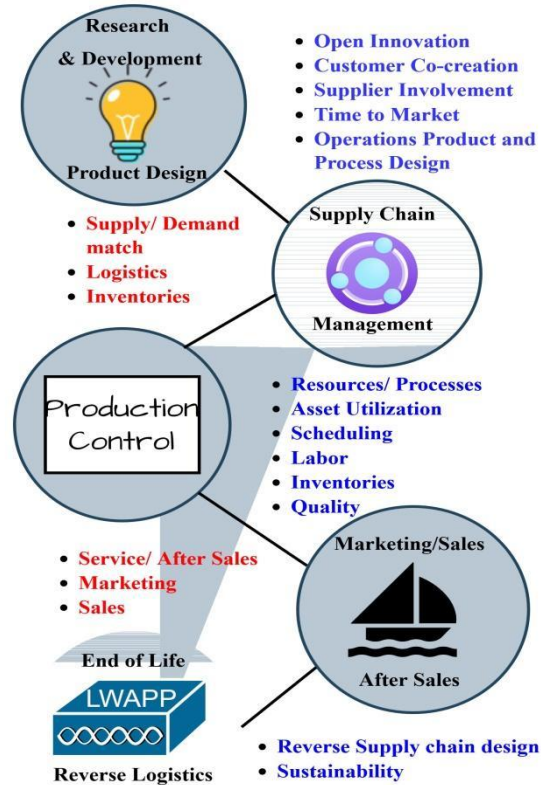 Research
& Development
Product Design
• Open Innovation
• Customer Co-creation
• Supplier Involvement
• Time to Market
• Operations Product and
Process Design
• Supply/ Demand
match
• Logistics
• Inventories
Supply Chain
Management
Production
Control
• Resources/ Processes
• Asset Utilization
• Scheduling
• Labor
• Inventories
• Quality
• Service/ After Sales
• Marketing
• Sales
Marketing/Sales
After Sales
End of Life
LWAPP
Reverse Logistics
• Reverse Supply chain design
• Sustainability